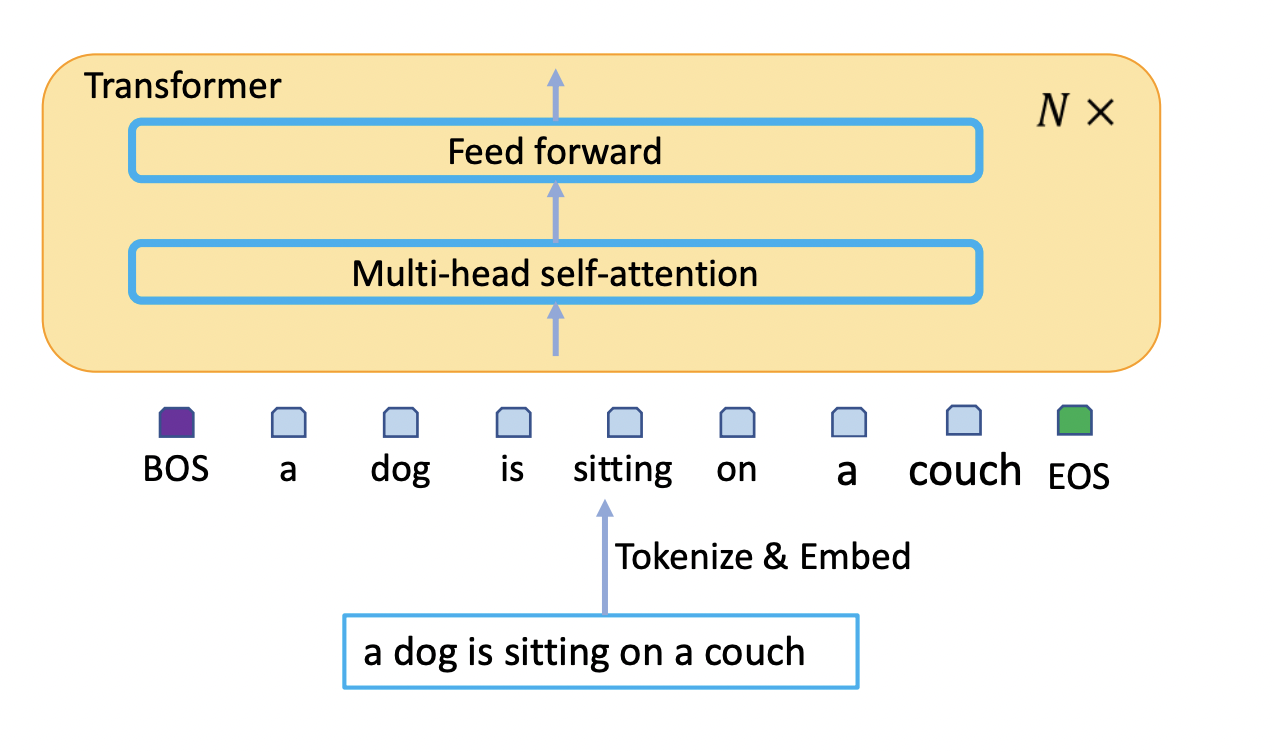 Transformer
N ×
Feed forward
Multi-head self-attention
BOS a dog is sitting on a couch EOS
Tokenize & Embed
a dog is sitting on a couch